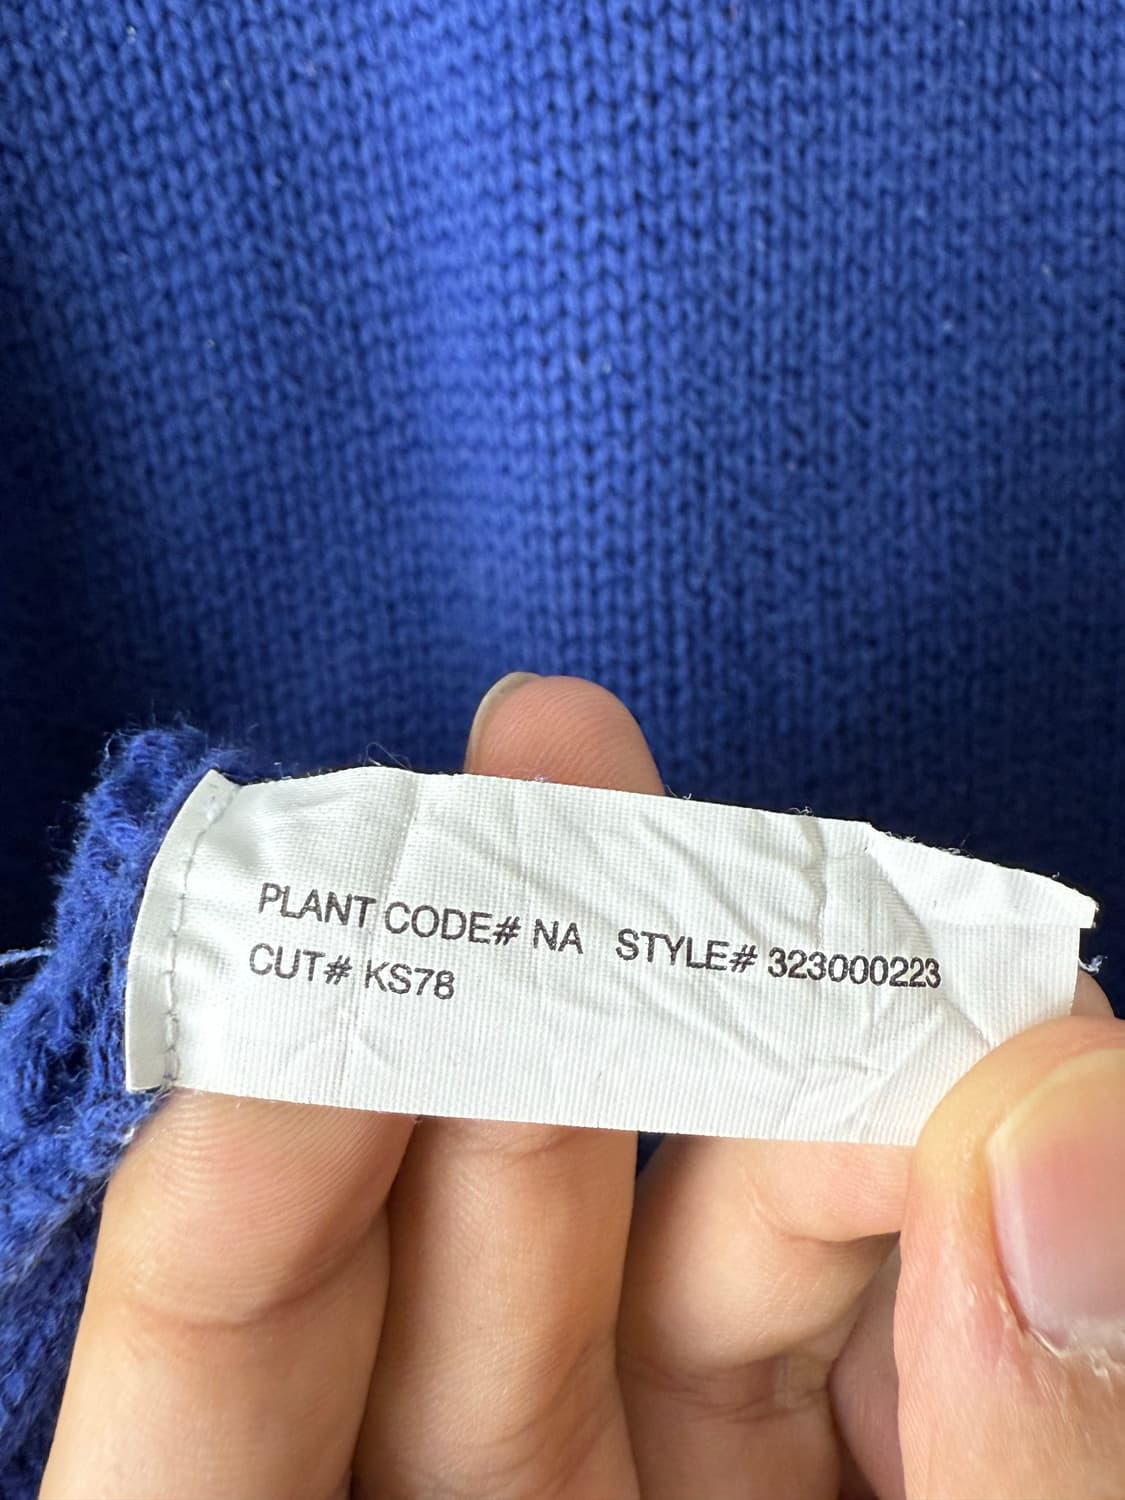 PLANT CODE# NA STYLE# 323000223
CUT# KS78